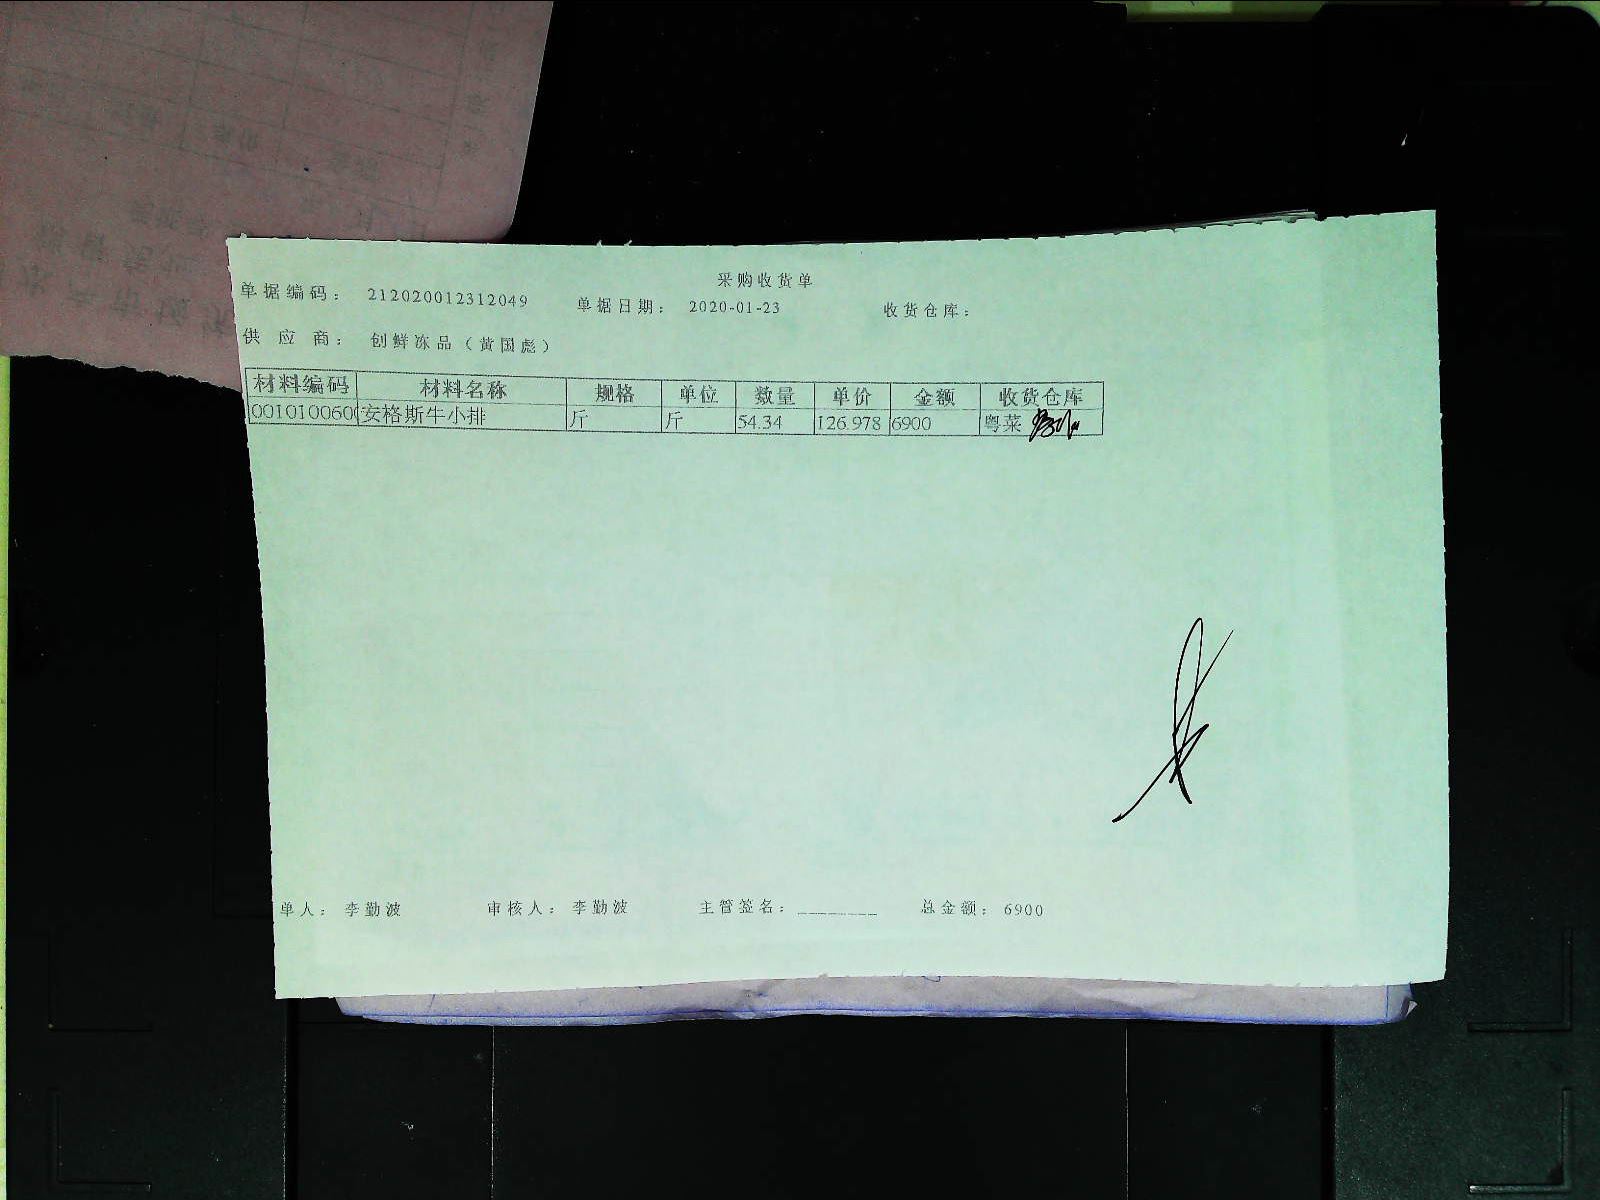 采购收货单
单据编码： 212020012312049 单据日期： 2020-01-23 收货仓库：
供 应 商： 创鲜冻品（黄国彪）
材料编码 材料名称 规格 单位 数量 单价 金额 收货仓库
0010100600 安格斯牛小排 斤 斤 54.34 126.978 6900 粤菜
单人： 李勤波 审核人： 李勤波 主管签名：________ 总金额： 6900